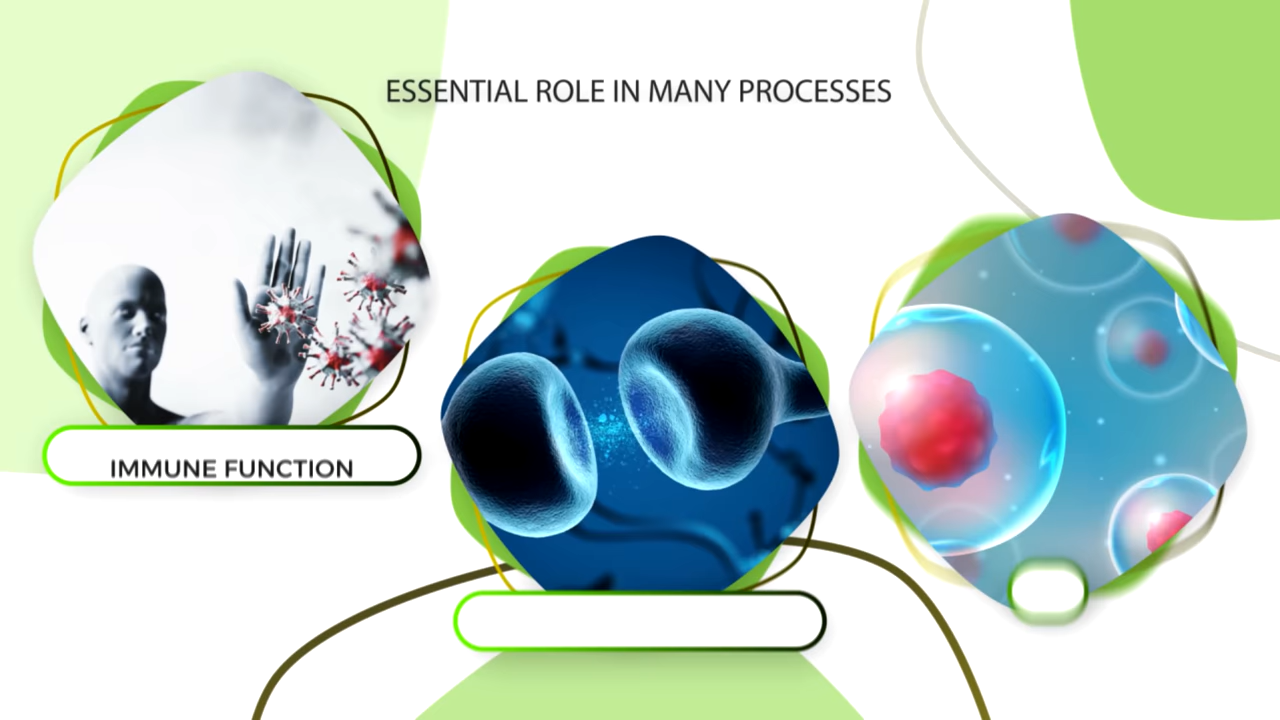 ESSENTIAL ROLE IN MANY PROCESSES
IMMUNE FUNCTION